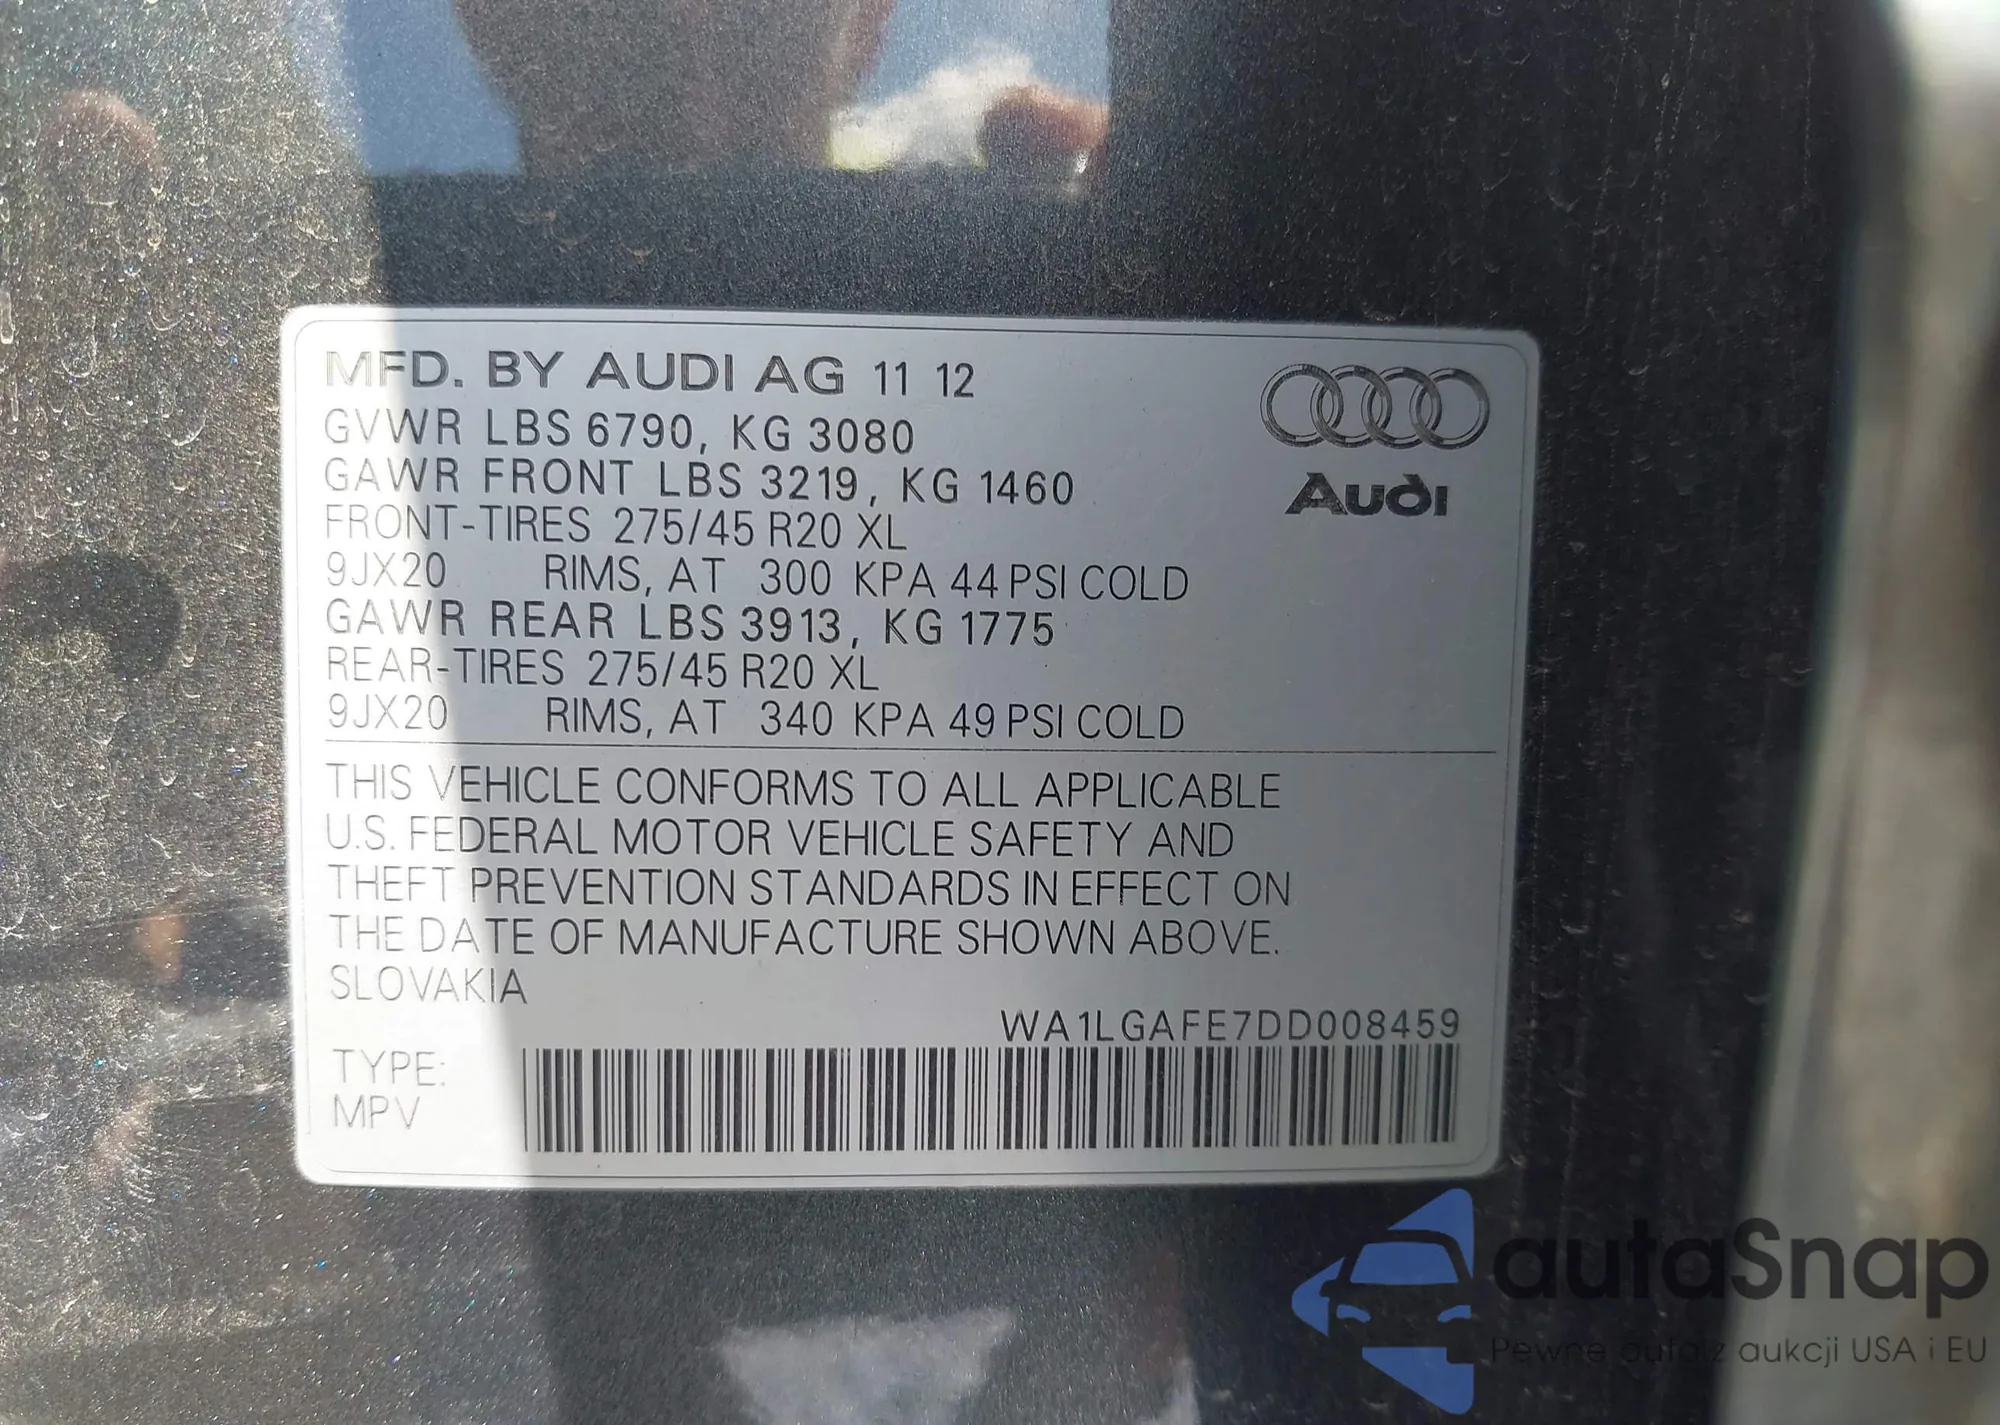 MFD. BY AUDI AG 11 12
GVWR LBS 6790, KG 3080
GAWR FRONT LBS 3219, KG 1460
FRONT-TIRES 275/45 R20 XL
9JX20 RIMS, AT 300 KPA 44 PSI COLD
GAWR REAR LBS 3913, KG 1775
REAR-TIRES 275/45 R20 XL
9JX20 RIMS, AT 340 KPA 49 PSI COLD
Audi
THIS VEHICLE CONFORMS TO ALL APPLICABLE
U.S. FEDERAL MOTOR VEHICLE SAFETY AND
THEFT PREVENTION STANDARDS IN EFFECT ON
THE DATE OF MANUFACTURE SHOWN ABOVE.
SLOVAKIA
WA1LGAFE7DD008459
TYPE:
MPV
autaSnap
Pewne auta z aukcji USA i EU